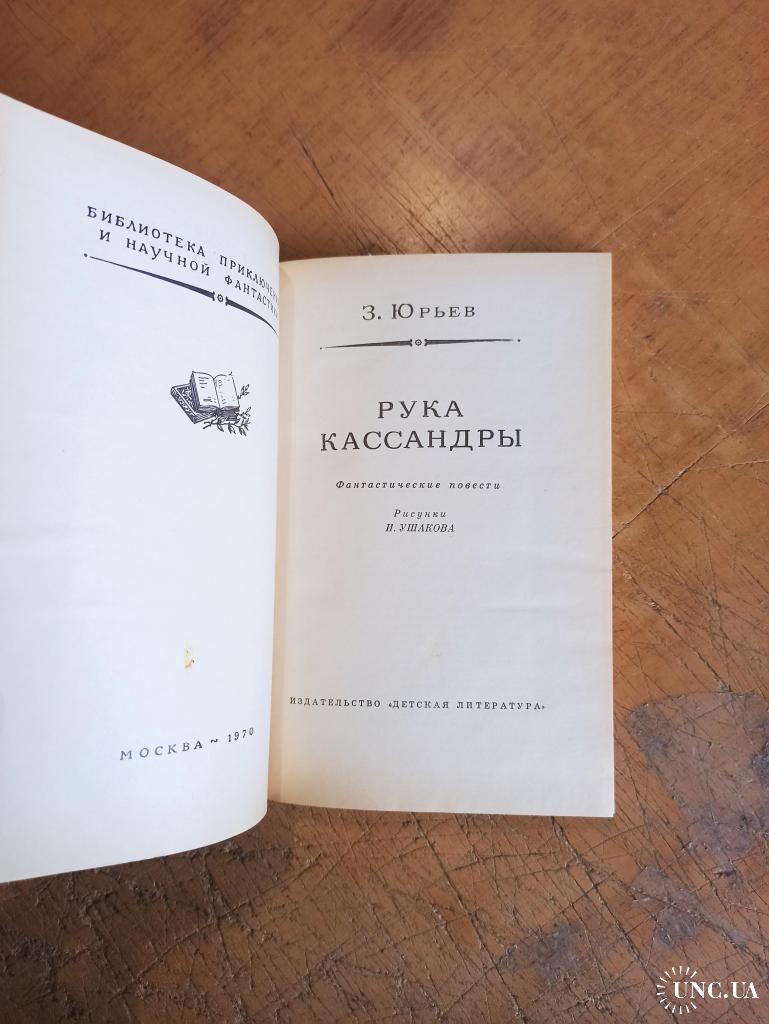 БИБЛИОТЕКА
И НАУЧНОЙ
МОСКВА ~ 1970
З. ЮРЬЕВ
РУКА
КАССАНДРЫ
Фантастические повести
Рисунки
И. УШАКОВА
ИЗДАТЕЛЬСТВО «ДЕТСКАЯ ЛИТЕРАТУРА»
UNC.UA